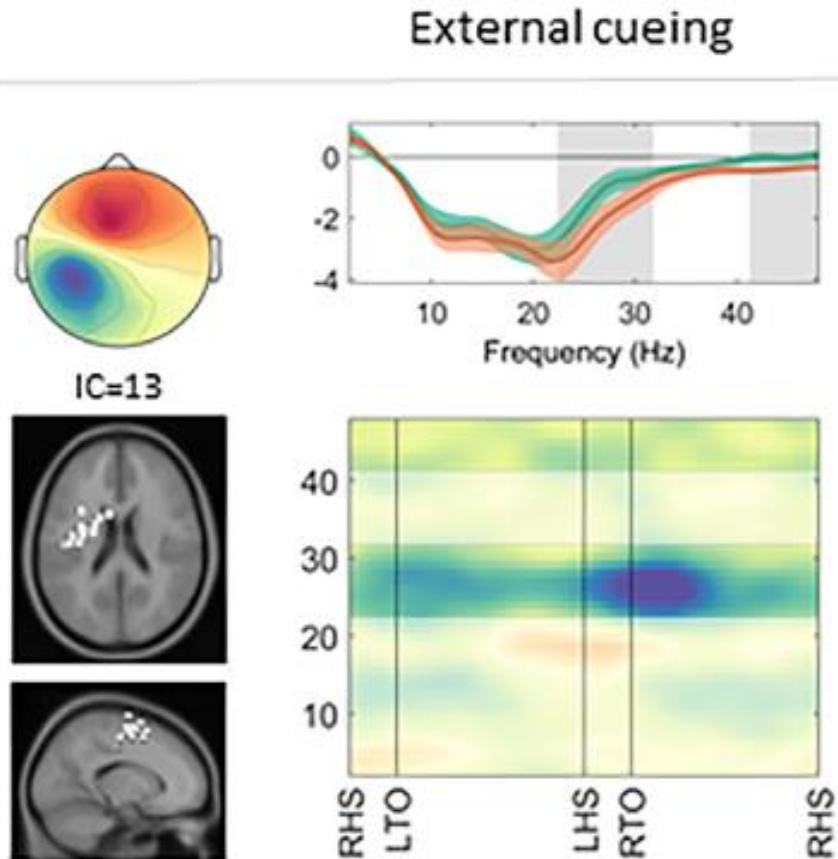 External cueing
0
-2
-4
10 20 30 40
Frequency (Hz)
IC=13
40
30
20
10
RHS
LTO
LHS
RTO
RHS